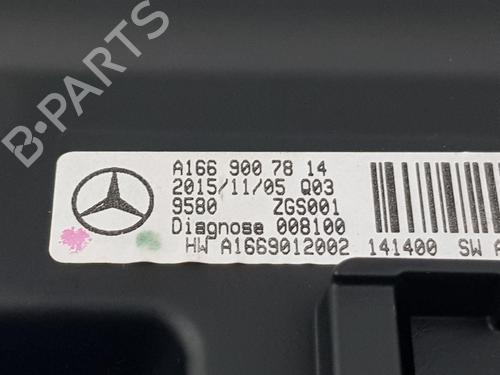 B-PARTS
A166 900 78 14
2015/11/05 Q03
9580 ZGS001
Diagnose 008100
HW A1669012002 141400 SW A